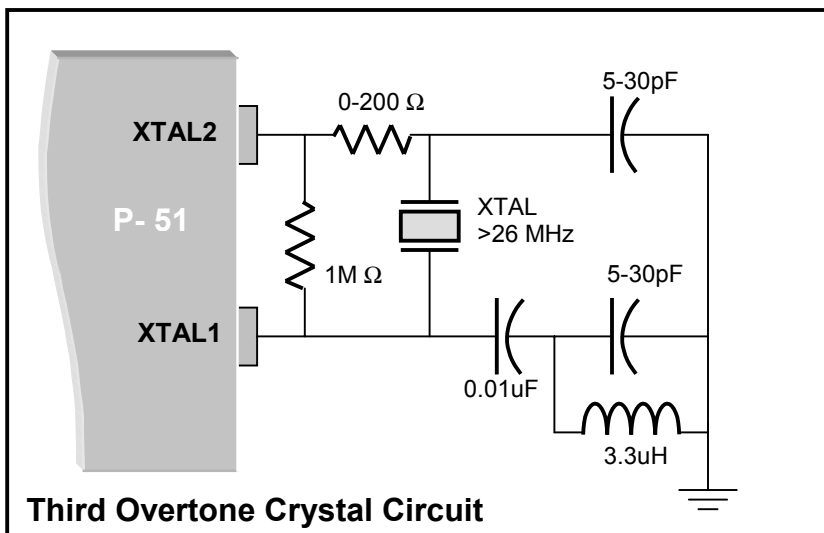 5-30pF
0-200 Ω
XTAL2
P- 51
XTAL
>26 MHz
1M Ω
5-30pF
XTAL1
0.01uF
3.3uH
Third Overtone Crystal Circuit